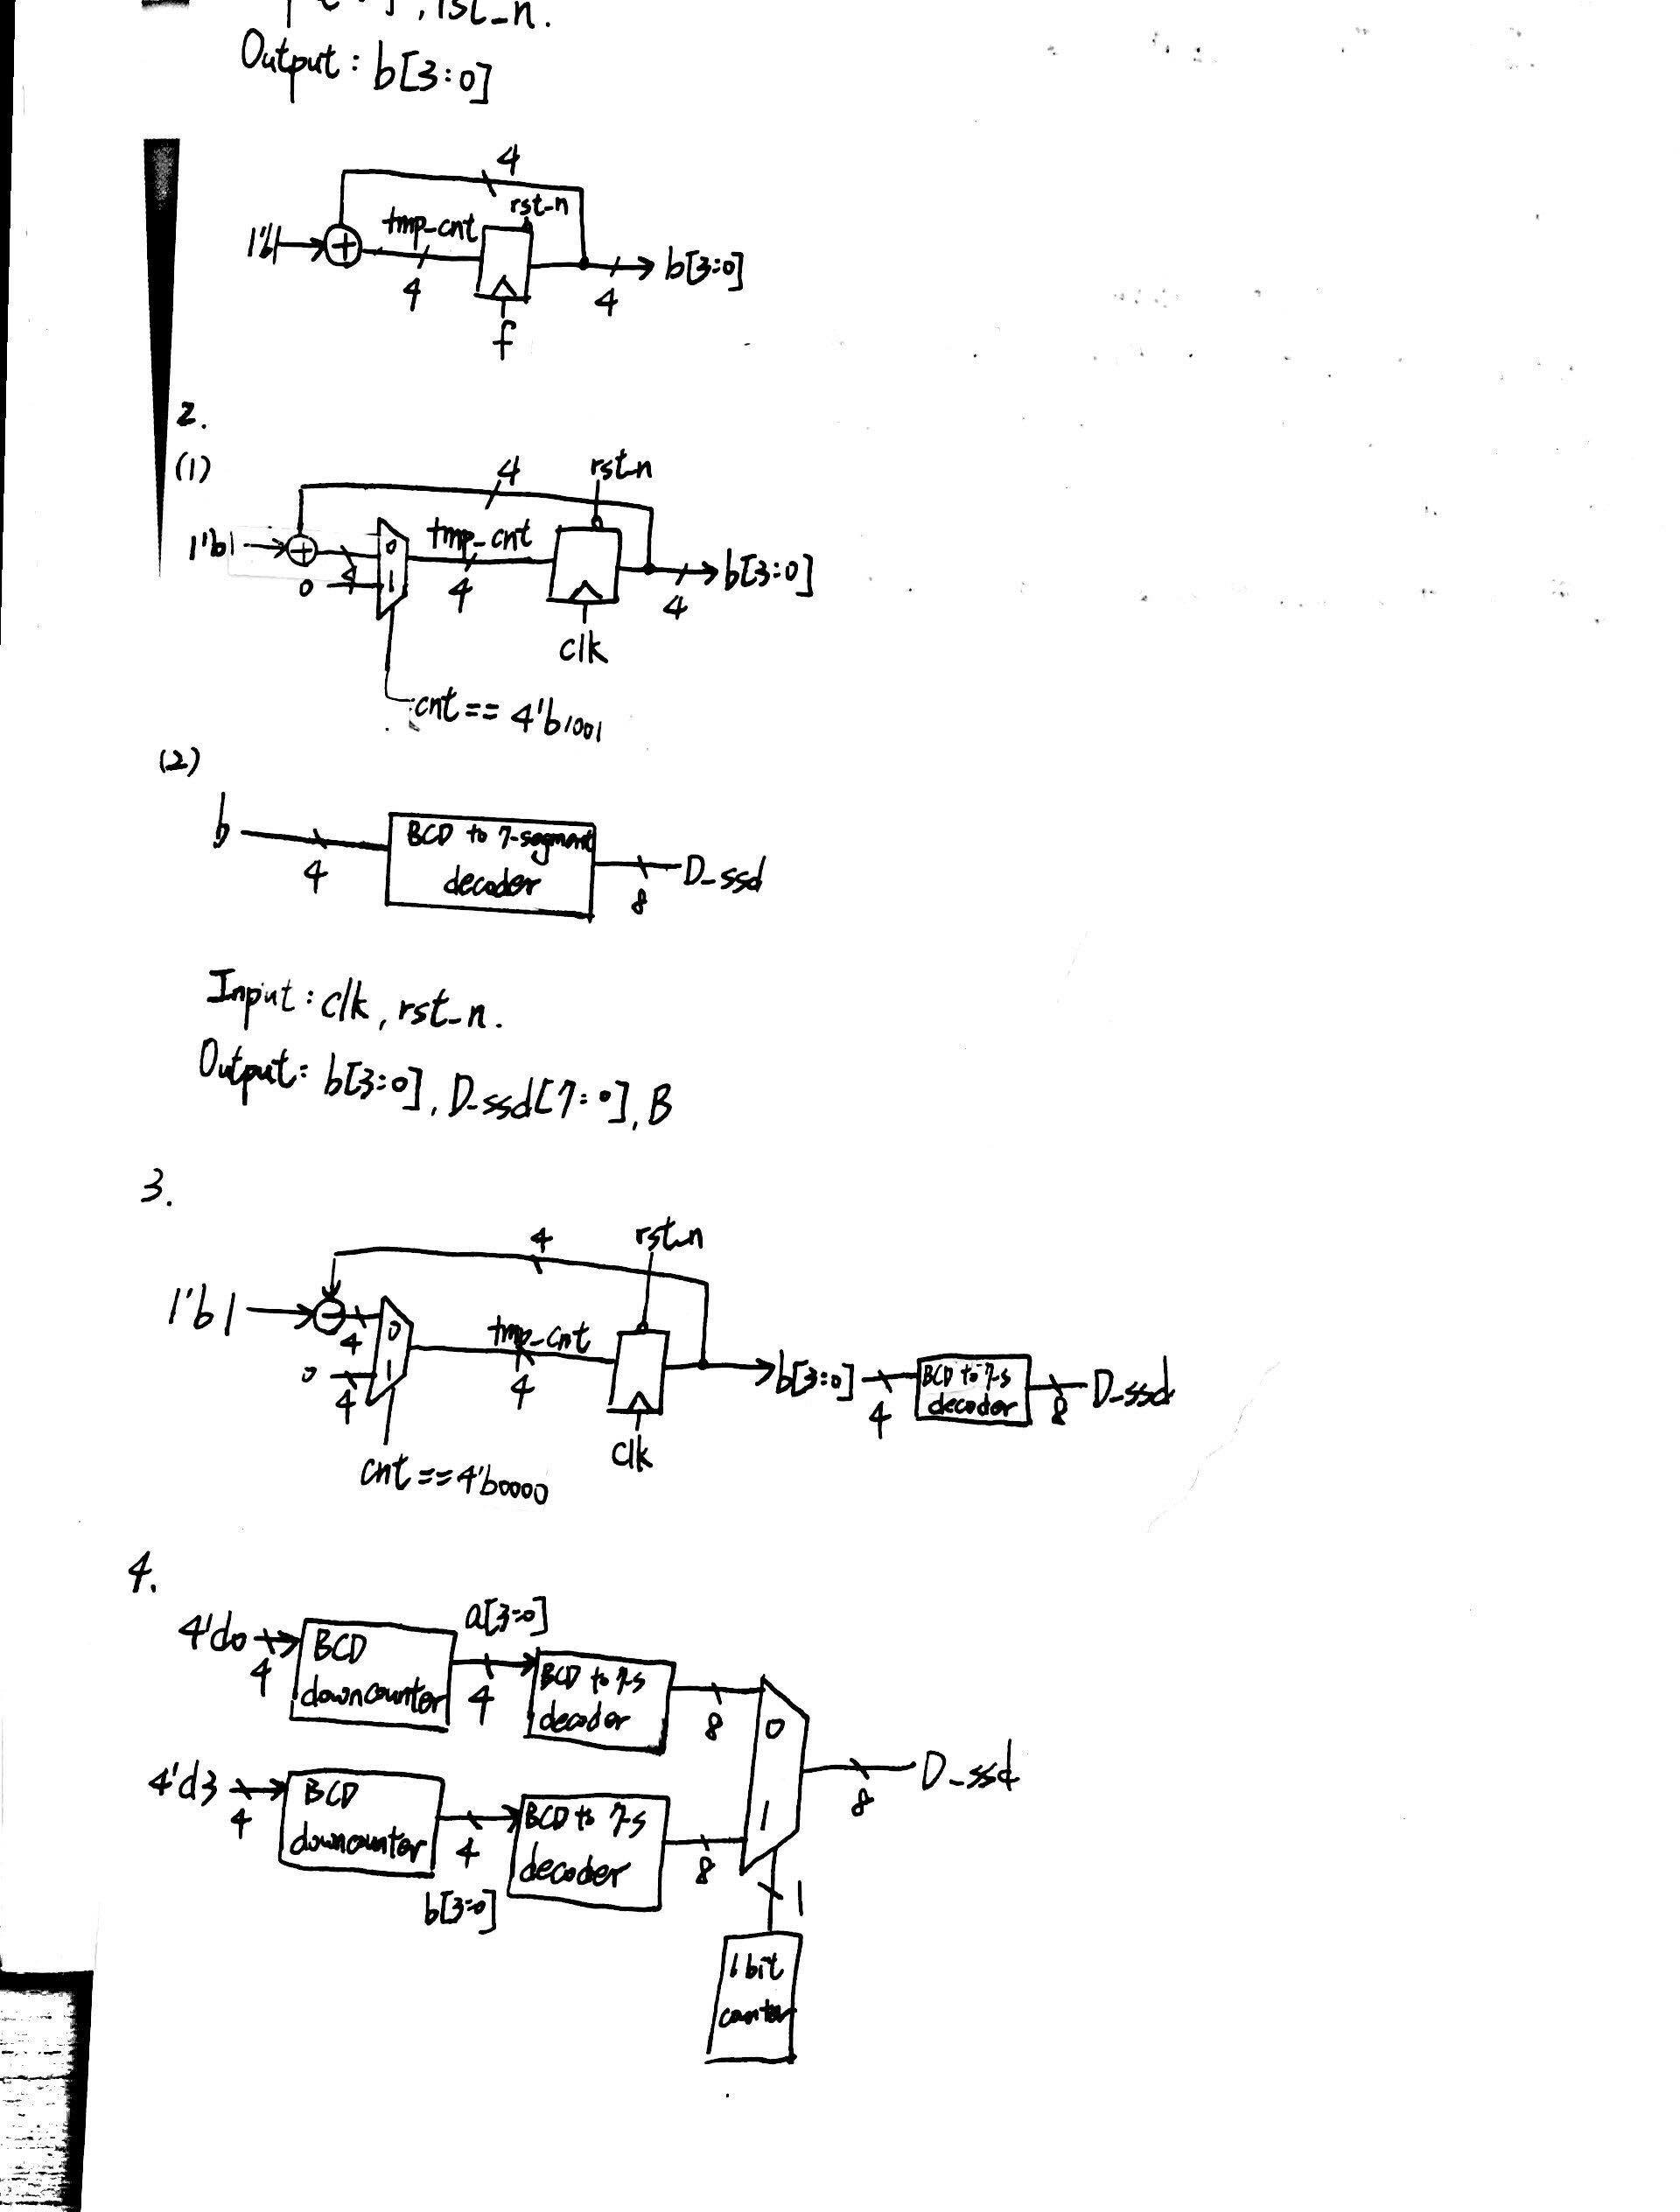 rst_n.
Output : b[3:0]
4
rst_n
tmp_cnt
1'b1
+
b[3:0]
4
4
f
2.
(1)
4
rst_n
1'b1
+
0
tmp_cnt
b[3:0]
0
4
1
4
4
clk
cnt == 4'b1001
(2)
b
BCD to 7-segment
decoder
D_ssd
4
8
Input : clk, rst_n.
Output : b[3:0], D_ssd[7:0], B
3.
4
rst_n
1'b1
-
4
0
tmp_cnt
0
4
1
4
b[3:0]
4
BCD to 7-s
decoder
8
D_ssd
clk
cnt == 4'b0000
4.
a[3:0]
4'd0
4
BCD
downcounter
4
BCD to 7-s
decoder
8
0
D_ssd
8
4'd3
4
BCD
downcounter
4
BCD to 7-s
decoder
8
1
b[3:0]
1
1 bit
counter